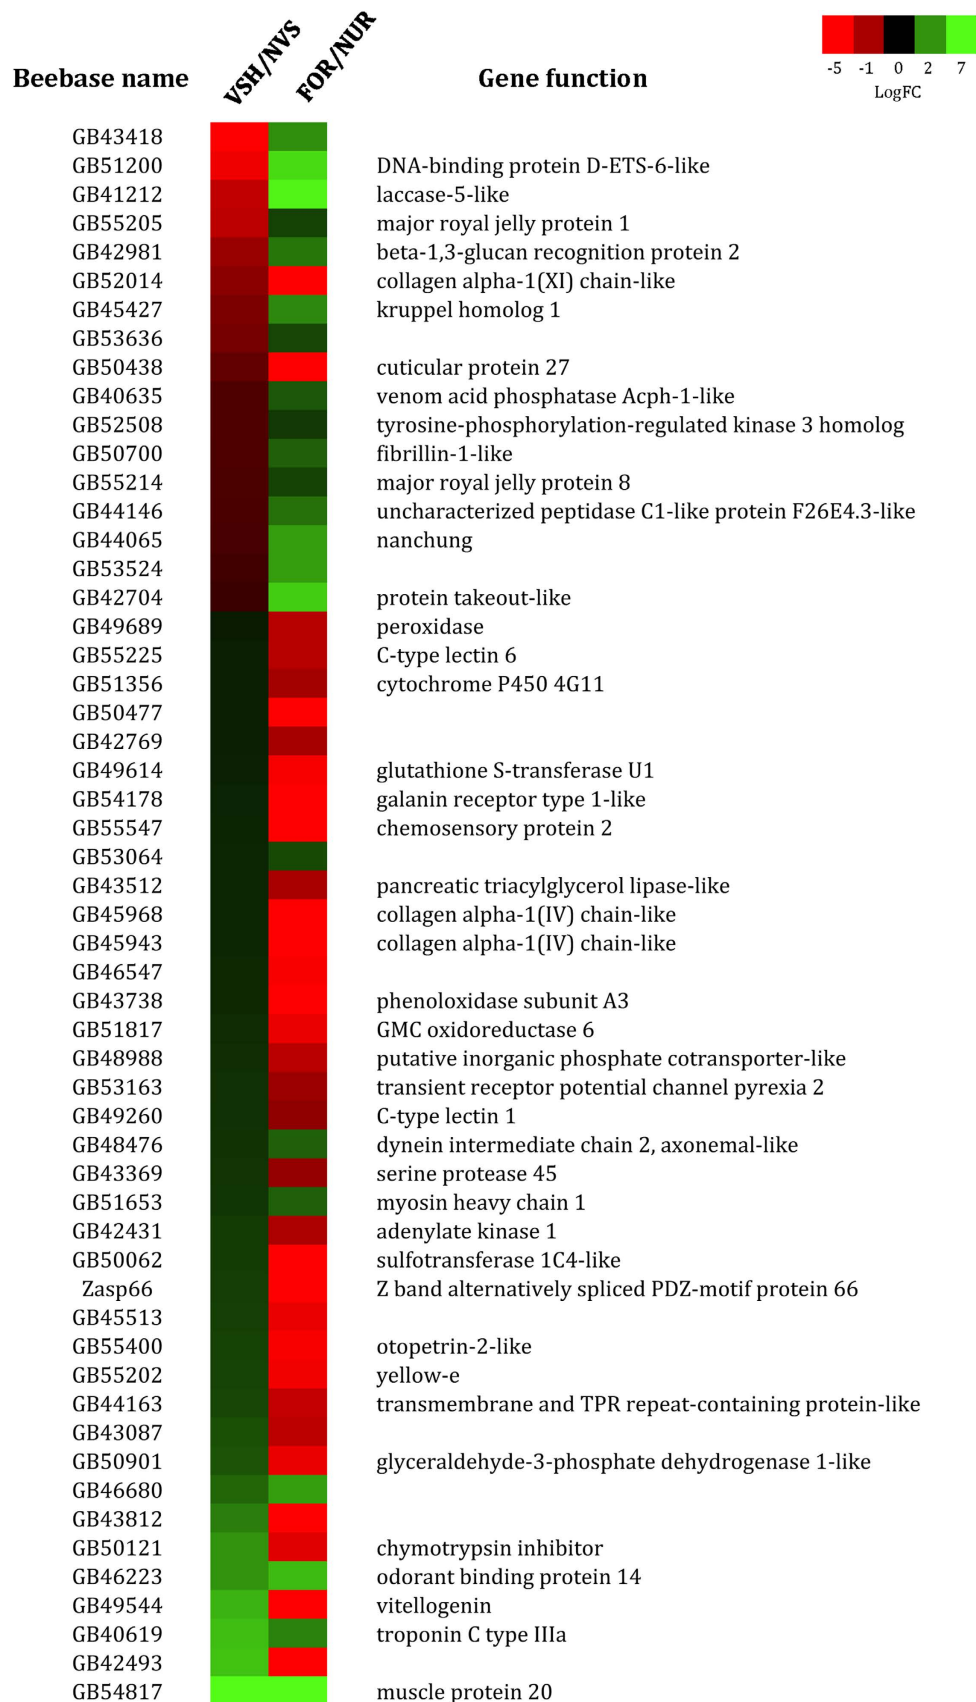 Beebase name VSH/NVS FOR/NUR Gene function
-5 -1 0 2 7
LogFC
GB43418
GB51200 DNA-binding protein D-ETS-6-like
GB41212 laccase-5-like
GB55205 major royal jelly protein 1
GB42981 beta-1,3-glucan recognition protein 2
GB52014 collagen alpha-1(XI) chain-like
GB45427 kruppel homolog 1
GB53636
GB50438 cuticular protein 27
GB40635 venom acid phosphatase Acph-1-like
GB52508 tyrosine-phosphorylation-regulated kinase 3 homolog
GB50700 fibrillin-1-like
GB55214 major royal jelly protein 8
GB44146 uncharacterized peptidase C1-like protein F26E4.3-like
GB44065 nanchung
GB53524
GB42704 protein takeout-like
GB49689 peroxidase
GB55225 C-type lectin 6
GB51356 cytochrome P450 4G11
GB50477
GB42769
GB49614 glutathione S-transferase U1
GB54178 galanin receptor type 1-like
GB55547 chemosensory protein 2
GB53064
GB43512 pancreatic triacylglycerol lipase-like
GB45968 collagen alpha-1(IV) chain-like
GB45943 collagen alpha-1(IV) chain-like
GB46547
GB43738 phenoloxidase subunit A3
GB51817 GMC oxidoreductase 6
GB48988 putative inorganic phosphate cotransporter-like
GB53163 transient receptor potential channel pyrexia 2
GB49260 C-type lectin 1
GB48476 dynein intermediate chain 2, axonemal-like
GB43369 serine protease 45
GB51653 myosin heavy chain 1
GB42431 adenylate kinase 1
GB50062 sulfotransferase 1C4-like
Zasp66 Z band alternatively spliced PDZ-motif protein 66
GB45513
GB55400 otopetrin-2-like
GB55202 yellow-e
GB44163 transmembrane and TPR repeat-containing protein-like
GB43087
GB50901 glyceraldehyde-3-phosphate dehydrogenase 1-like
GB46680
GB43812
GB50121 chymotrypsin inhibitor
GB46223 odorant binding protein 14
GB49544 vitellogenin
GB40619 troponin C type IIIa
GB42493
GB54817 muscle protein 20